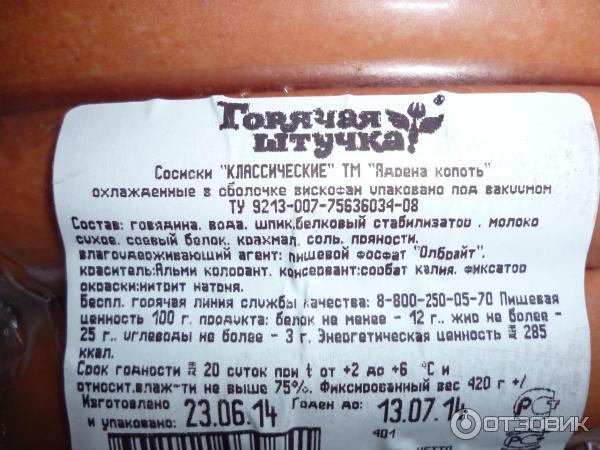 Горячая
штучка!
Сосиски "КЛАССИЧЕСКИЕ" ТМ "Ядрена копоть"
охлажденные в оболочке вискофан упаковано под вакуумом
ТУ 9213-007-75636034-08
Состав: говядина, вода, шпик,белковый стабилизатор , молоко
сухое, соевый белок, крахмал, соль, пряности,
влагоудерживающий агент: пищевой фосфат "Олбрайт",
краситель:Альми колорант, консервант:сорбат калия, фиксатор
окраски:нитрит натрия.
Беспл. горячая линия службы качества: 8-800-250-05-70 Пищевая
ценность 100 г. продукта: белок не менее - 12 г., жир не более -
25 г., углеводы не более - 3 г. Энергетическая ценность 285
ккал.
Срок годности 20 суток при t от +2 до +6 °С и
относит.влаж-ти не выше 75%. Фиксированный вес 420 г +/
Изготовлено 23.06.14 Годен до: 13.07.14
и упаковано: 401
НЕТТО
РСТ
РСТ
ОТЗОВИК